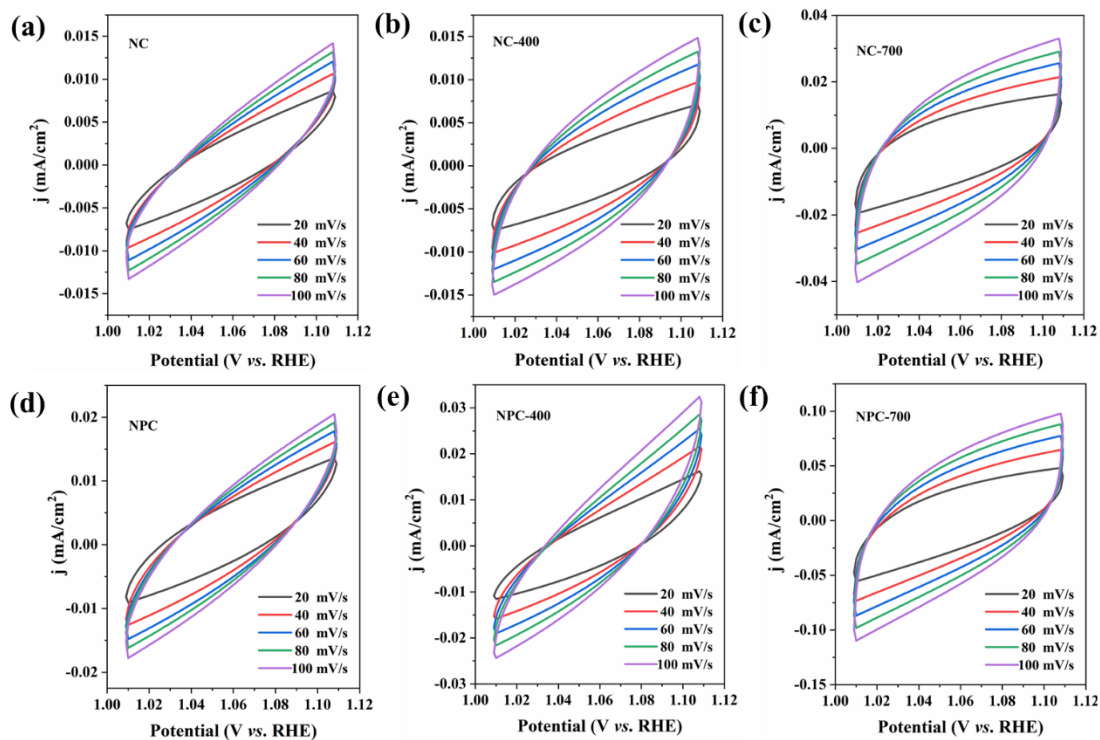 (a)
NC
j (mA/cm²)
0.015
0.010
0.005
0.000
-0.005
-0.010
-0.015
20 mV/s
40 mV/s
60 mV/s
80 mV/s
100 mV/s
1.00 1.02 1.04 1.06 1.08 1.10 1.12
Potential (V vs. RHE)
(b)
NC-400
j (mA/cm²)
0.015
0.010
0.005
0.000
-0.005
-0.010
-0.015
20 mV/s
40 mV/s
60 mV/s
80 mV/s
100 mV/s
1.00 1.02 1.04 1.06 1.08 1.10 1.12
Potential (V vs. RHE)
(c)
NC-700
j (mA/cm²)
0.04
0.02
0.00
-0.02
-0.04
20 mV/s
40 mV/s
60 mV/s
80 mV/s
100 mV/s
1.00 1.02 1.04 1.06 1.08 1.10 1.12
Potential (V vs. RHE)
(d)
NPC
j (mA/cm²)
0.02
0.01
0.00
-0.01
-0.02
20 mV/s
40 mV/s
60 mV/s
80 mV/s
100 mV/s
1.00 1.02 1.04 1.06 1.08 1.10 1.12
Potential (V vs. RHE)
(e)
NPC-400
j (mA/cm²)
0.03
0.02
0.01
0.00
-0.01
-0.02
-0.03
20 mV/s
40 mV/s
60 mV/s
80 mV/s
100 mV/s
1.00 1.02 1.04 1.06 1.08 1.10 1.12
Potential (V vs. RHE)
(f)
NPC-700
j (mA/cm²)
0.10
0.05
0.00
-0.05
-0.10
-0.15
20 mV/s
40 mV/s
60 mV/s
80 mV/s
100 mV/s
1.00 1.02 1.04 1.06 1.08 1.10 1.12
Potential (V vs. RHE)